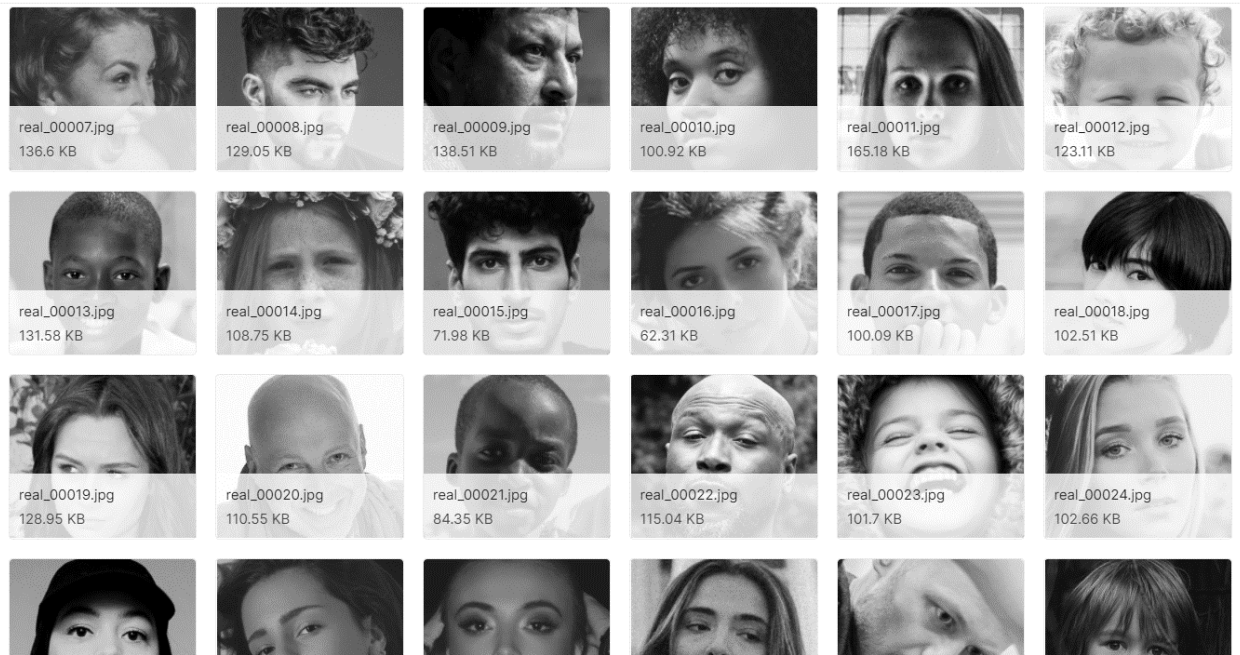 real_00007.jpg
136.6 KB
real_00008.jpg
129.05 KB
real_00009.jpg
138.51 KB
real_00010.jpg
100.92 KB
real_00011.jpg
165.18 KB
real_00012.jpg
123.11 KB
real_00013.jpg
131.58 KB
real_00014.jpg
108.75 KB
real_00015.jpg
71.98 KB
real_00016.jpg
62.31 KB
real_00017.jpg
100.09 KB
real_00018.jpg
102.51 KB
real_00019.jpg
128.95 KB
real_00020.jpg
110.55 KB
real_00021.jpg
84.35 KB
real_00022.jpg
115.04 KB
real_00023.jpg
101.7 KB
real_00024.jpg
102.66 KB